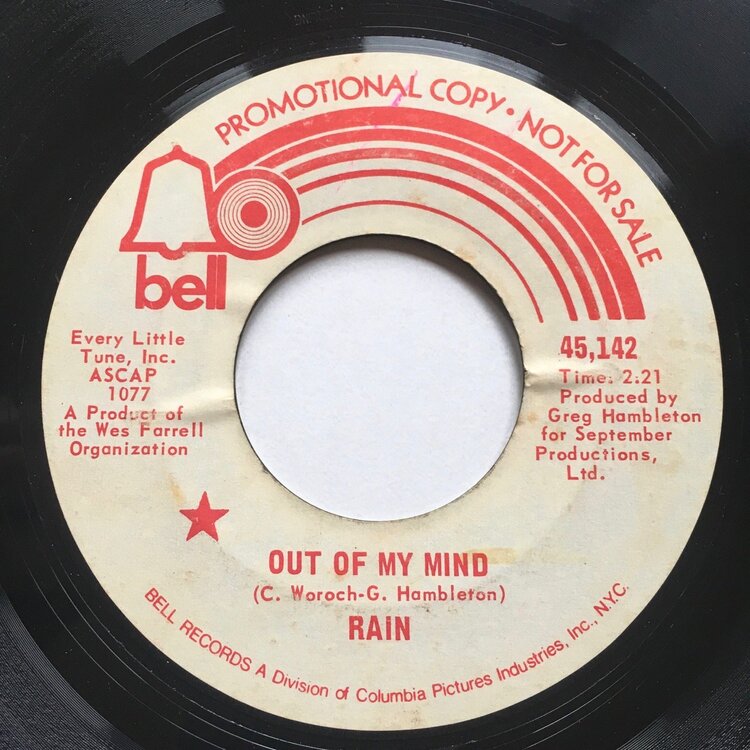 PROMOTIONAL COPY • NOT FOR SALE
bell
Every Little
Tune, Inc.
ASCAP
1077
A Product of
the Wes Farrell
Organization
45,142
Time: 2:21
Produced by
Greg Hambleton
for September
Productions,
Ltd.
OUT OF MY MIND
(C. Woroch-G. Hambleton)
RAIN
BELL RECORDS A Division of Columbia Pictures Industries, Inc., N.Y.C.